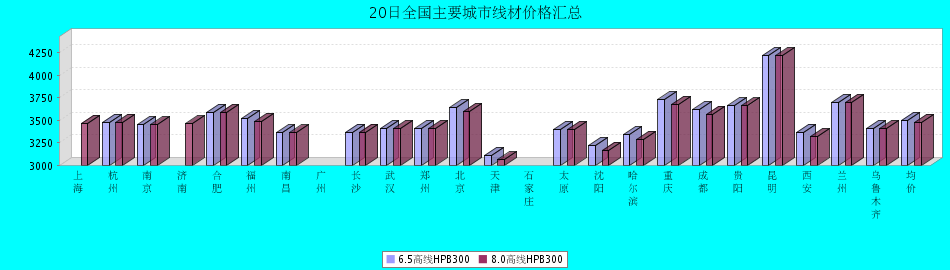 20日全国主要城市线材价格汇总
4250
4000
3750
3500
3250
3000
上海
杭州
南京
济南
合肥
福州
南昌
广州
长沙
武汉
郑州
北京
天津
石家庄
太原
沈阳
哈尔滨
重庆
成都
贵阳
昆明
西安
兰州
乌鲁木齐
均价
6.5高线HPB300
8.0高线HPB300